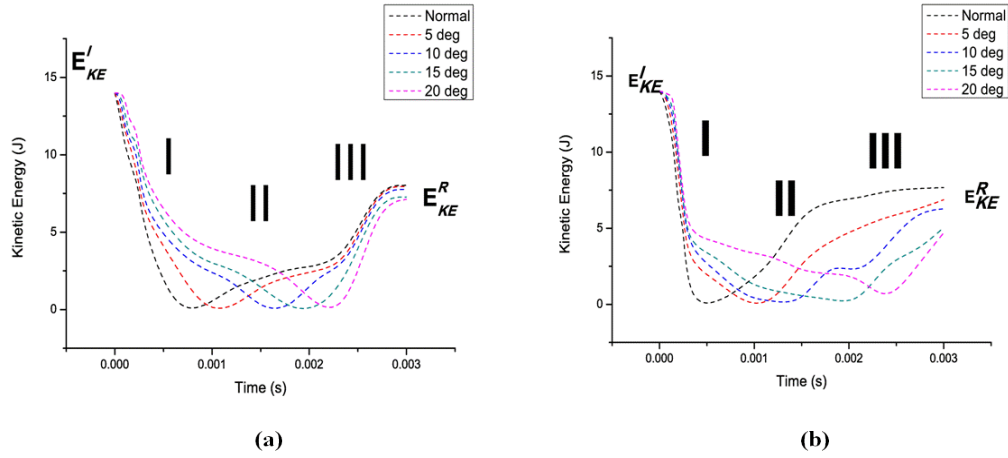 Normal
5 deg
10 deg
15 deg
20 deg
E^I_KE
15
10
5
0
Kinetic Energy (J)
I
II
III
E^R_KE
0.000 0.001 0.002 0.003
Time (s)
(a)
Normal
5 deg
10 deg
15 deg
20 deg
E^I_KE
15
10
5
0
Kinetic Energy (J)
I
II
III
E^R_KE
0.000 0.001 0.002 0.003
Time (s)
(b)